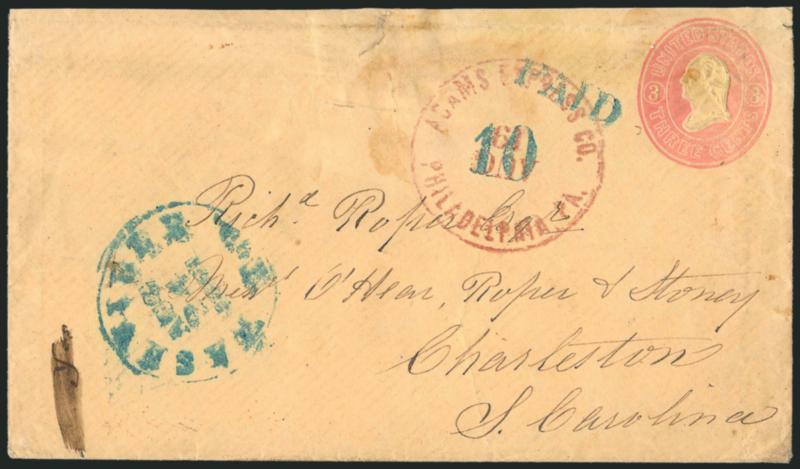 UNITED STATES
3 3
THREE CENTS
PAID
ADAMS EXPRESS CO.
10
PHILADELPHIA PA.
NASHVILLE
Richd Roper Esqr
Messrs O'Hear, Roper & Stoney
Charleston
S. Carolina